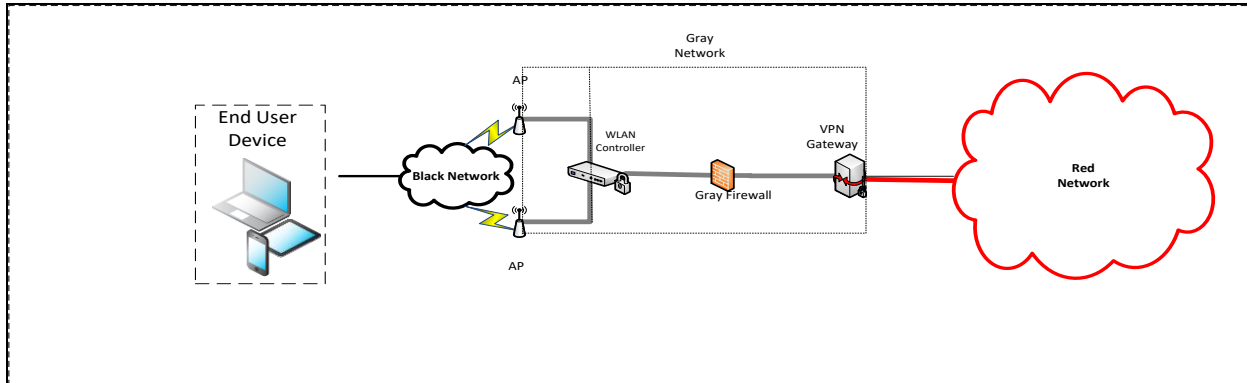 Gray
Network
AP
End User
Device
WLAN
Controller
VPN
Gateway
Black Network
Gray Firewall
Red
Network
AP